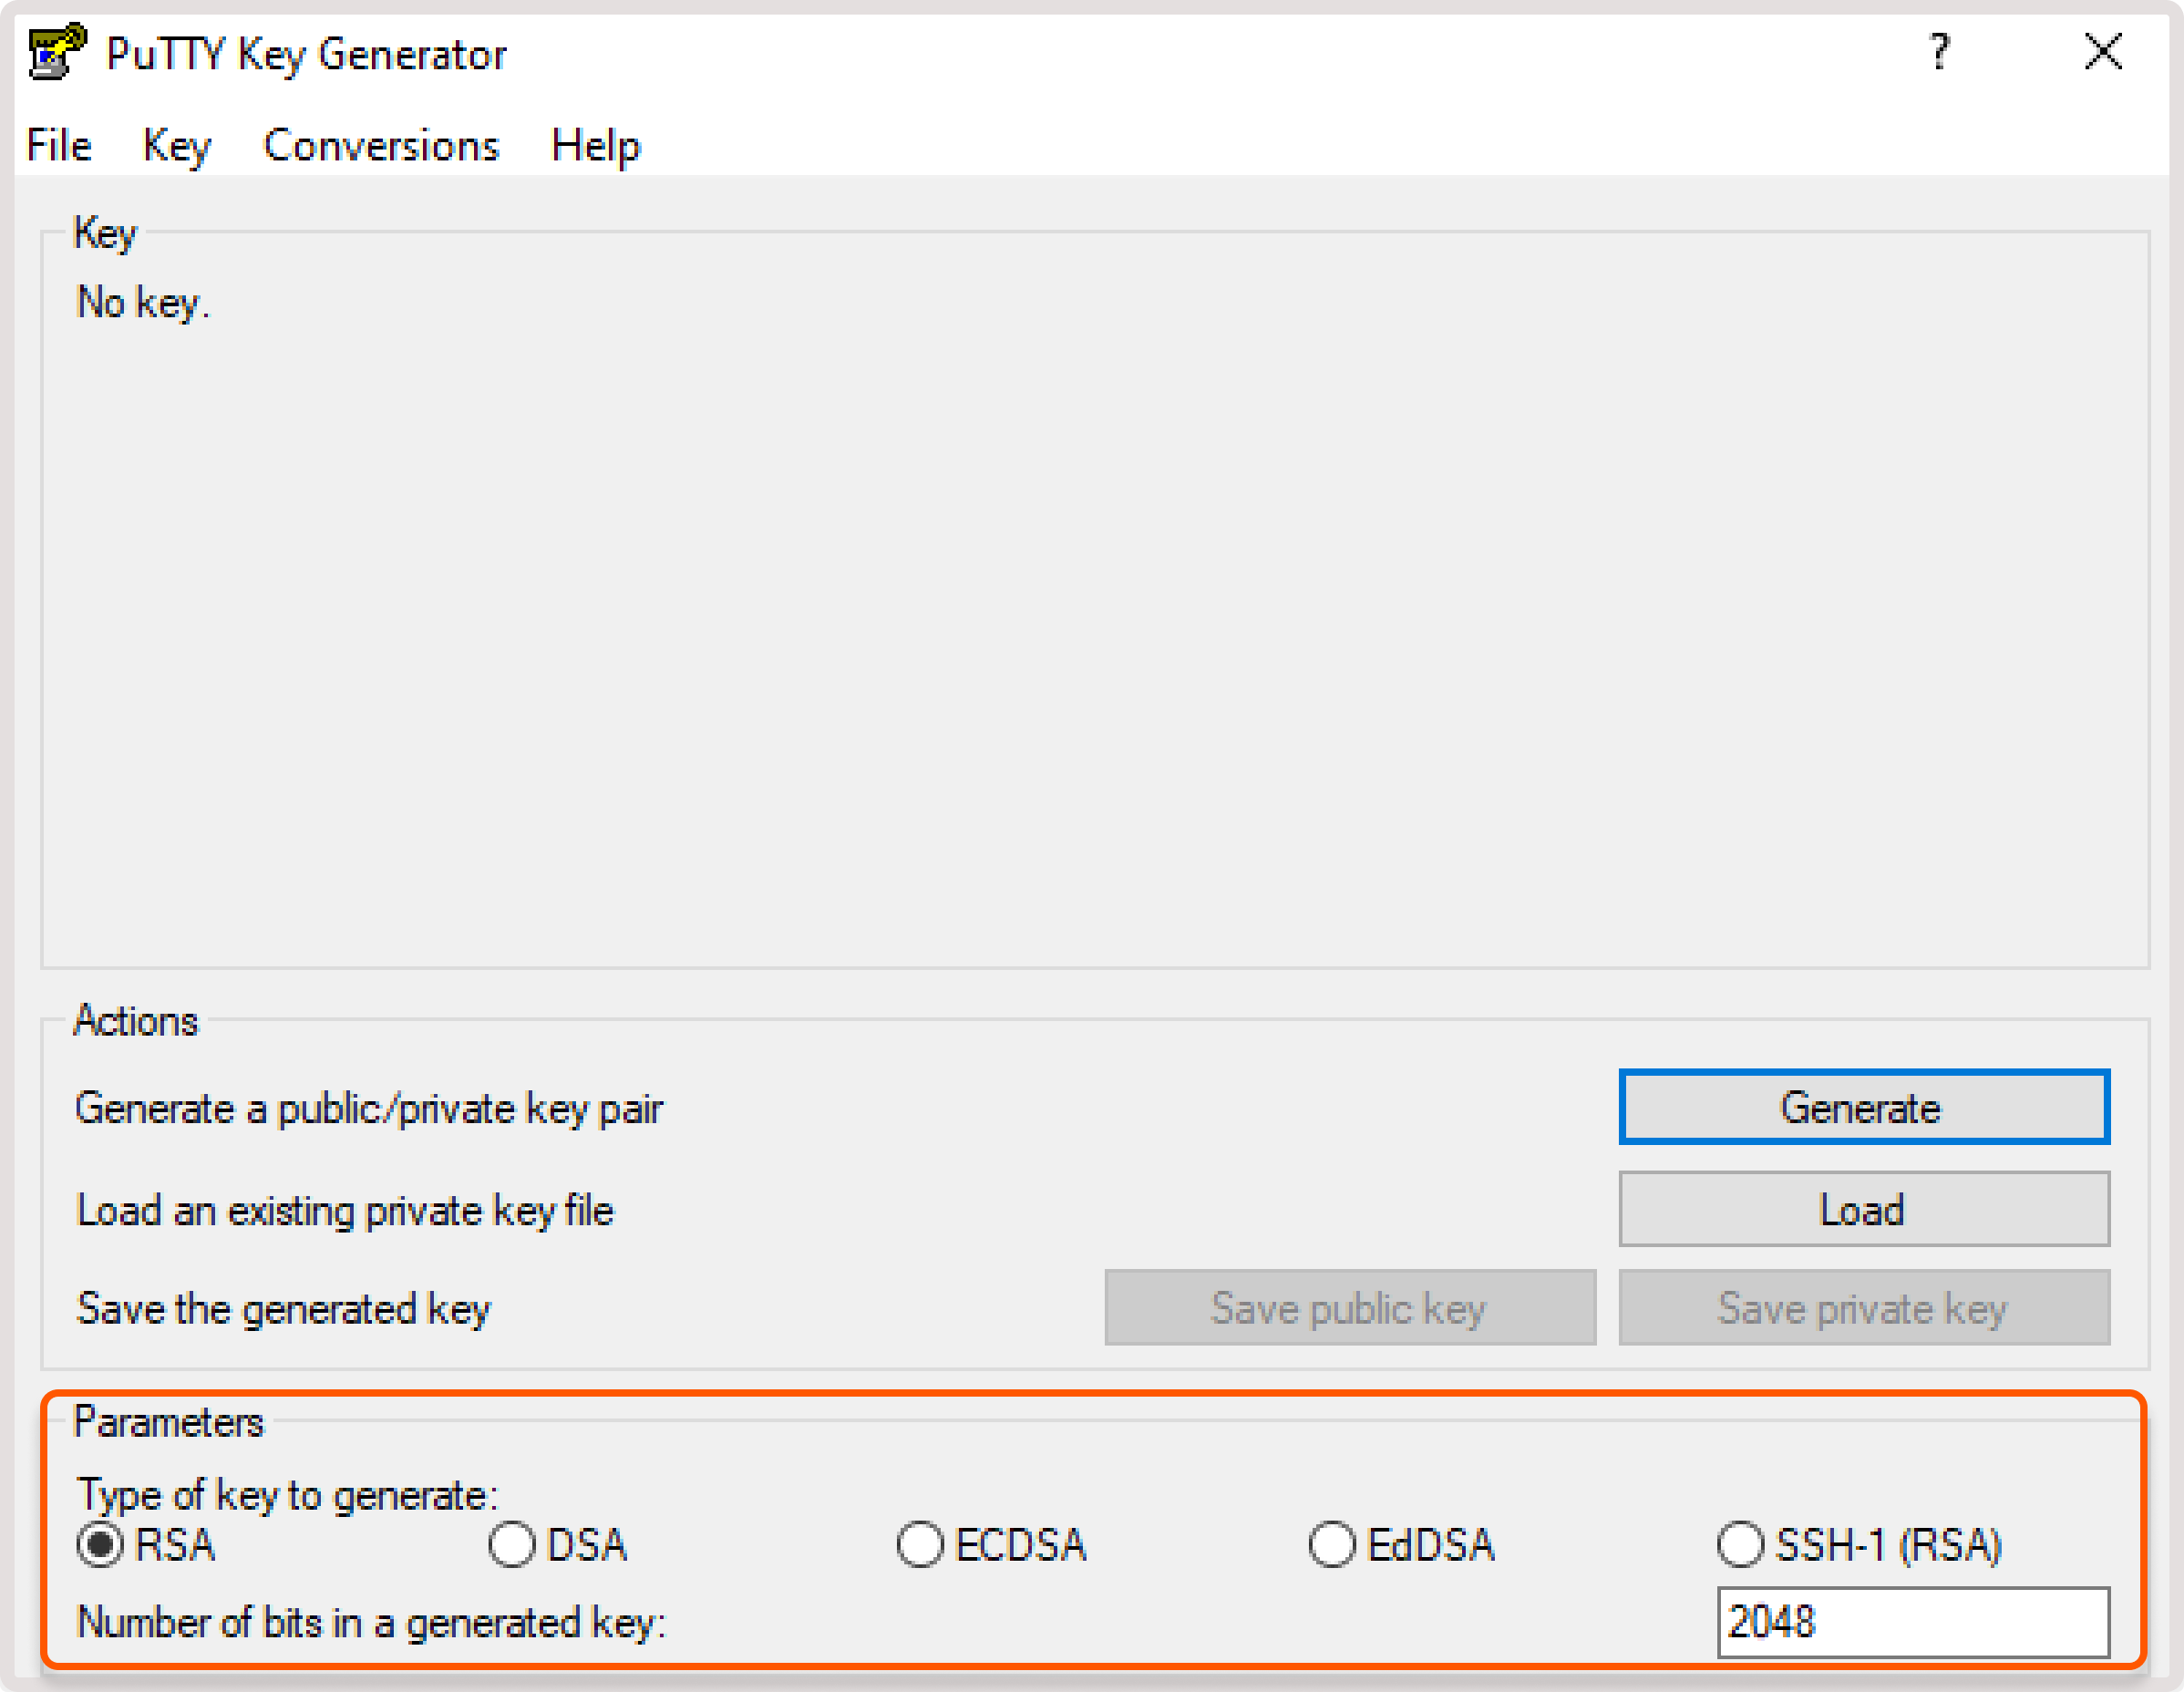 PuTTY Key Generator ?
File Key Conversions Help
Key
No key.
Actions
Generate a public/private key pair Generate
Load an existing private key file Load
Save the generated key Save public key Save private key
Parameters
Type of key to generate:
RSA DSA ECDSA EdDSA SSH-1 (RSA)
Number of bits in a generated key: 2048